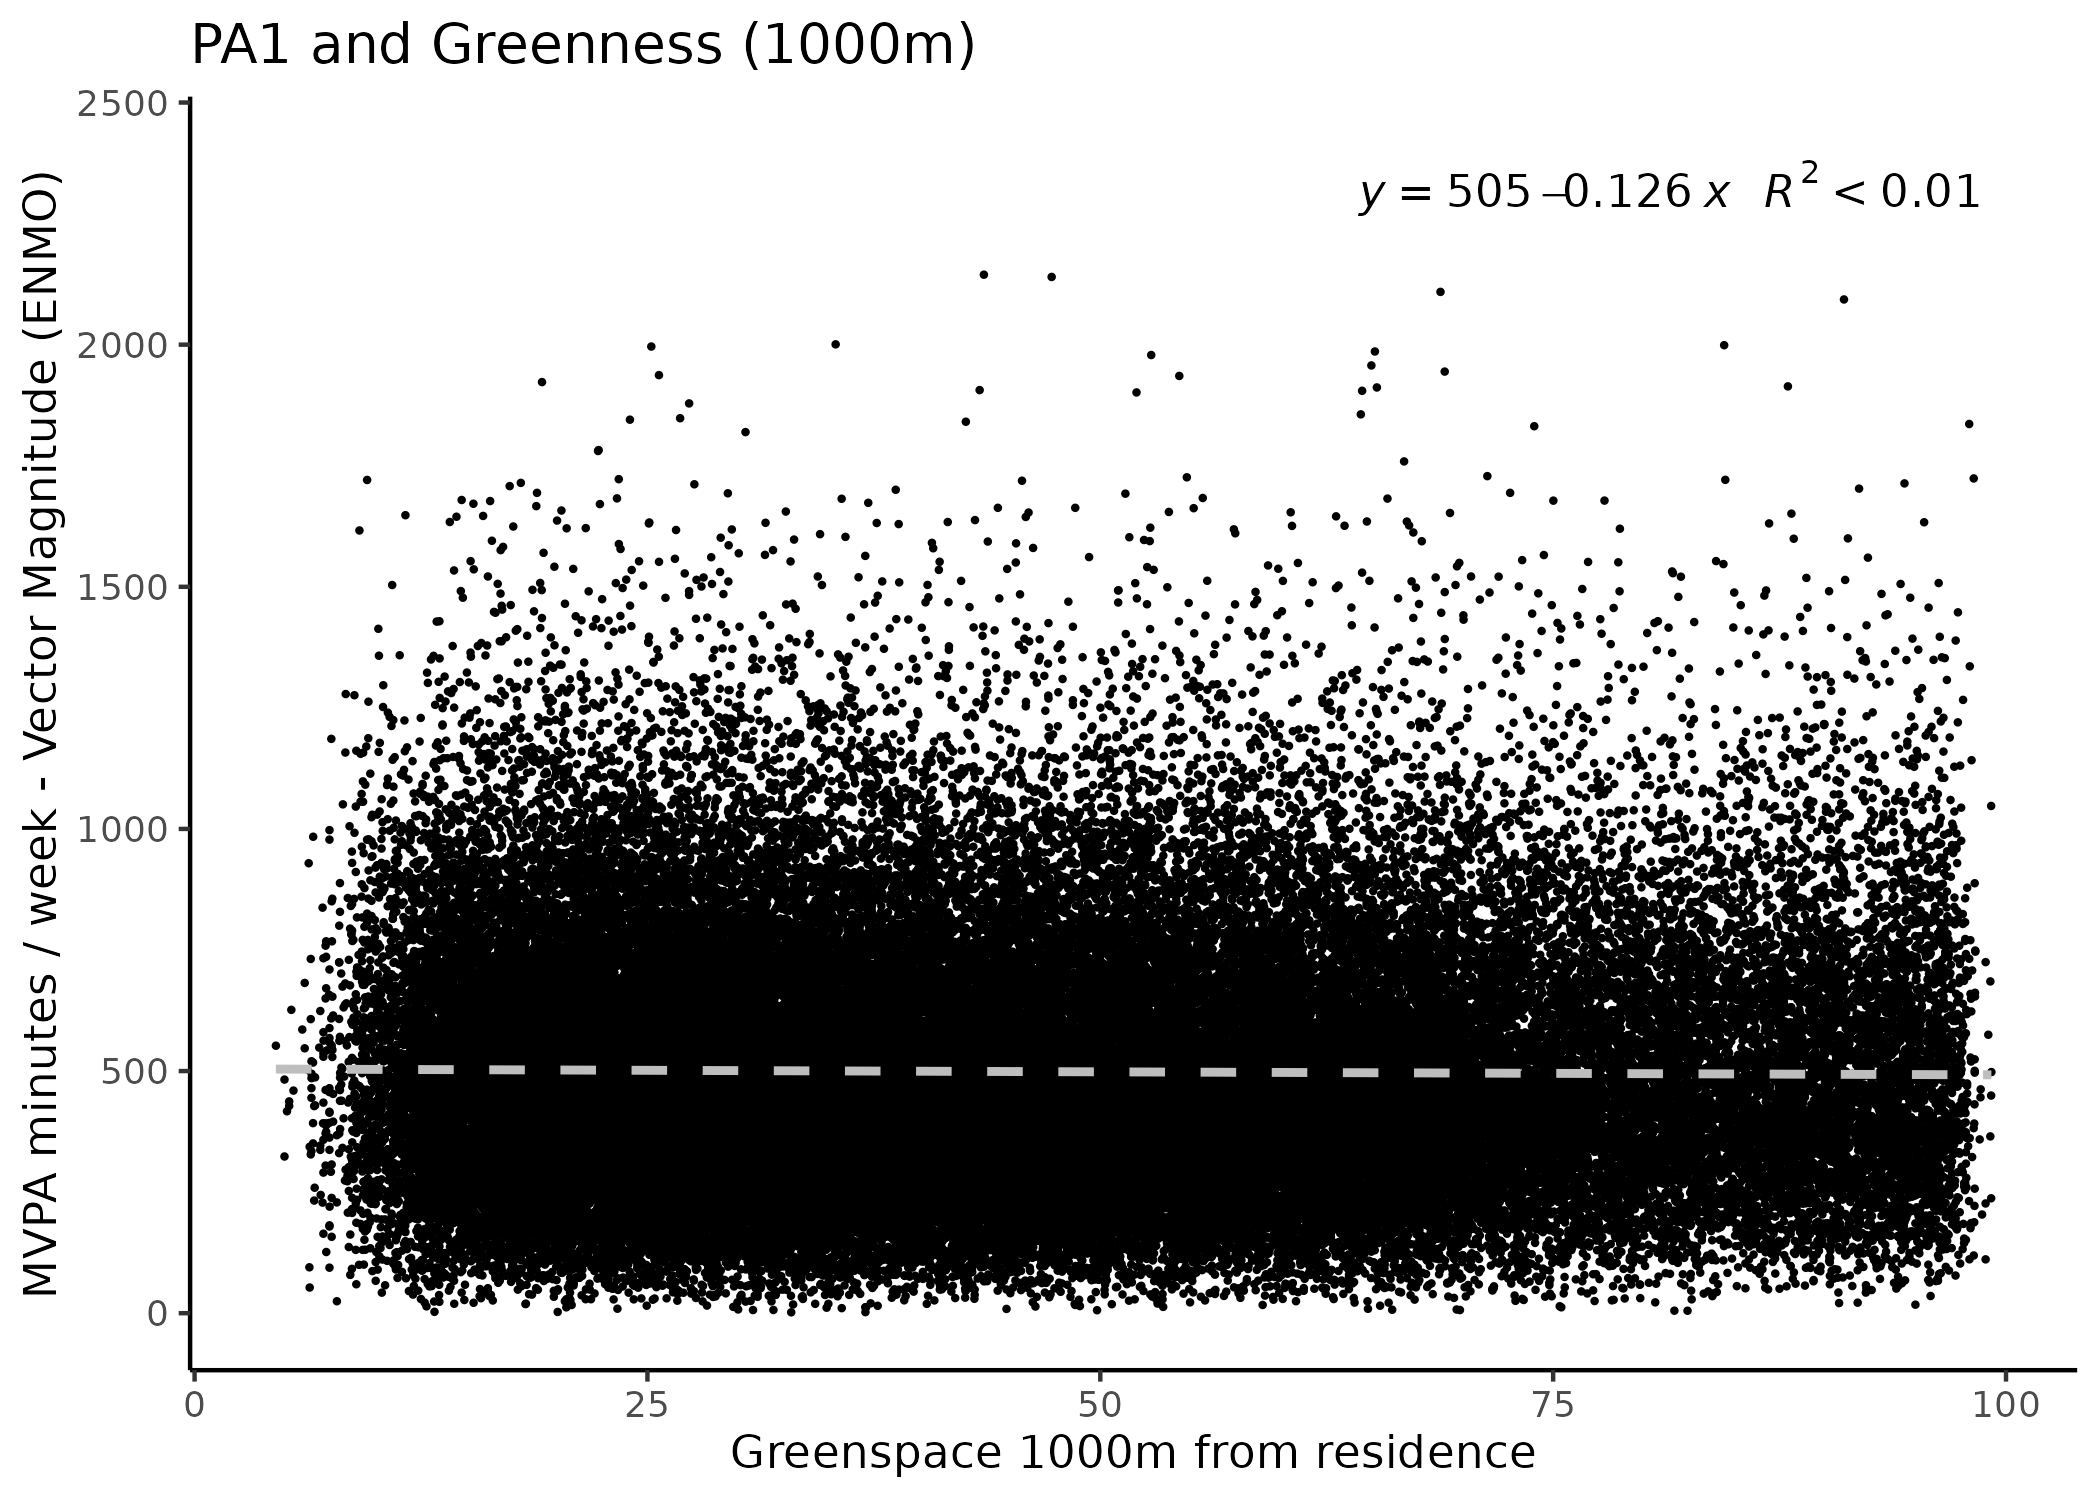 PA1 and Greenness (1000m)
MVPA minutes / week - Vector Magnitude (ENMO)
2500
2000
1500
1000
500
0
y = 505 –0.126 x R² < 0.01
0 25 50 75 100
Greenspace 1000m from residence